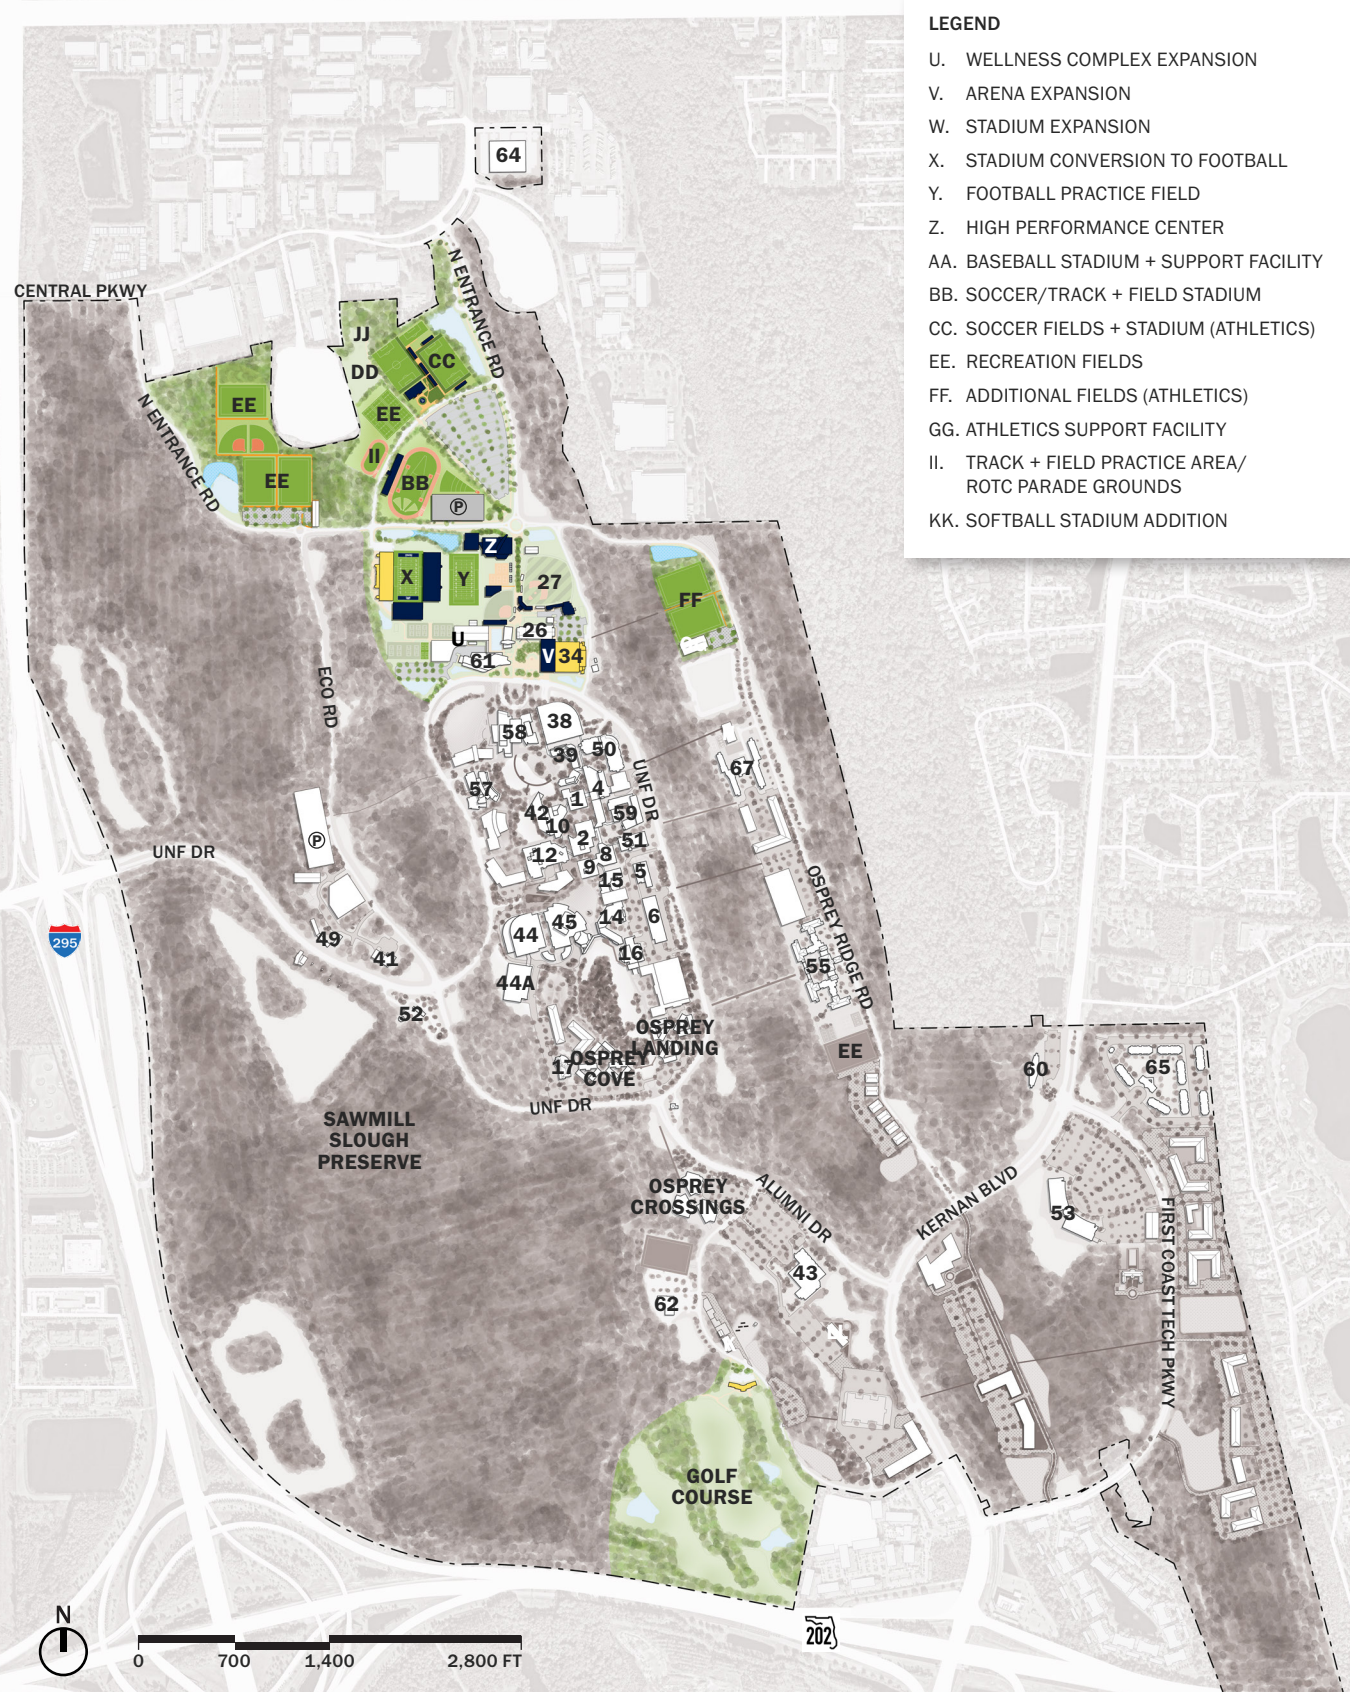 LEGEND
U. WELLNESS COMPLEX EXPANSION
V. ARENA EXPANSION
W. STADIUM EXPANSION
X. STADIUM CONVERSION TO FOOTBALL
Y. FOOTBALL PRACTICE FIELD
Z. HIGH PERFORMANCE CENTER
AA. BASEBALL STADIUM + SUPPORT FACILITY
BB. SOCCER/TRACK + FIELD STADIUM
CC. SOCCER FIELDS + STADIUM (ATHLETICS)
EE. RECREATION FIELDS
FF. ADDITIONAL FIELDS (ATHLETICS)
GG. ATHLETICS SUPPORT FACILITY
II. TRACK + FIELD PRACTICE AREA/
ROTC PARADE GROUNDS
KK. SOFTBALL STADIUM ADDITION
64
N ENTRANCE RD
CENTRAL PKWY
JJ
DD
CC
EE
EE
N ENTRANCE RD
II
EE
BB
P
Z
X
Y
27
FF
P
U
26
61
V
34
ECO RD
58
38
39
50
UNF DR
67
57
4
1
42
10
59
2
51
P
UNF DR
12
8
9
5
15
OSPREY RIDGE RD
14
6
45
44
49
41
16
55
295
44A
52
OSPREY
LANDING
EE
17
OSPREY
COVE
60
65
UNF DR
SAWMILL
SLOUGH
PRESERVE
OSPREY
CROSSINGS
ALUMNI DR
KERNAN BLVD
53
FIRST COAST TECH PKWY
43
62
GOLF
COURSE
N
202
0
700
1,400
2,800 FT